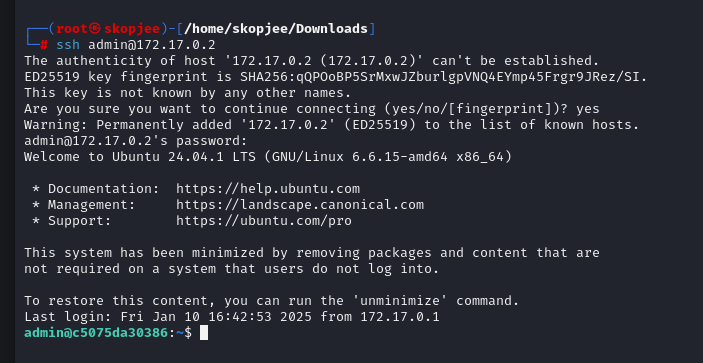 ┌──(root㉿skopjee)-[/home/skopjee/Downloads]
└─# ssh admin@172.17.0.2
The authenticity of host '172.17.0.2 (172.17.0.2)' can't be established.
ED25519 key fingerprint is SHA256:qQPOoBP5SrMxwJZburlgpVNQ4EYmp45Frgr9JRez/SI.
This key is not known by any other names.
Are you sure you want to continue connecting (yes/no/[fingerprint])? yes
Warning: Permanently added '172.17.0.2' (ED25519) to the list of known hosts.
admin@172.17.0.2's password:
Welcome to Ubuntu 24.04.1 LTS (GNU/Linux 6.6.15-amd64 x86_64)
* Documentation:  https://help.ubuntu.com
* Management:     https://landscape.canonical.com
* Support:        https://ubuntu.com/pro
This system has been minimized by removing packages and content that are
not required on a system that users do not log into.
To restore this content, you can run the 'unminimize' command.
Last login: Fri Jan 10 16:42:53 2025 from 172.17.0.1
admin@c5075da30386:~$